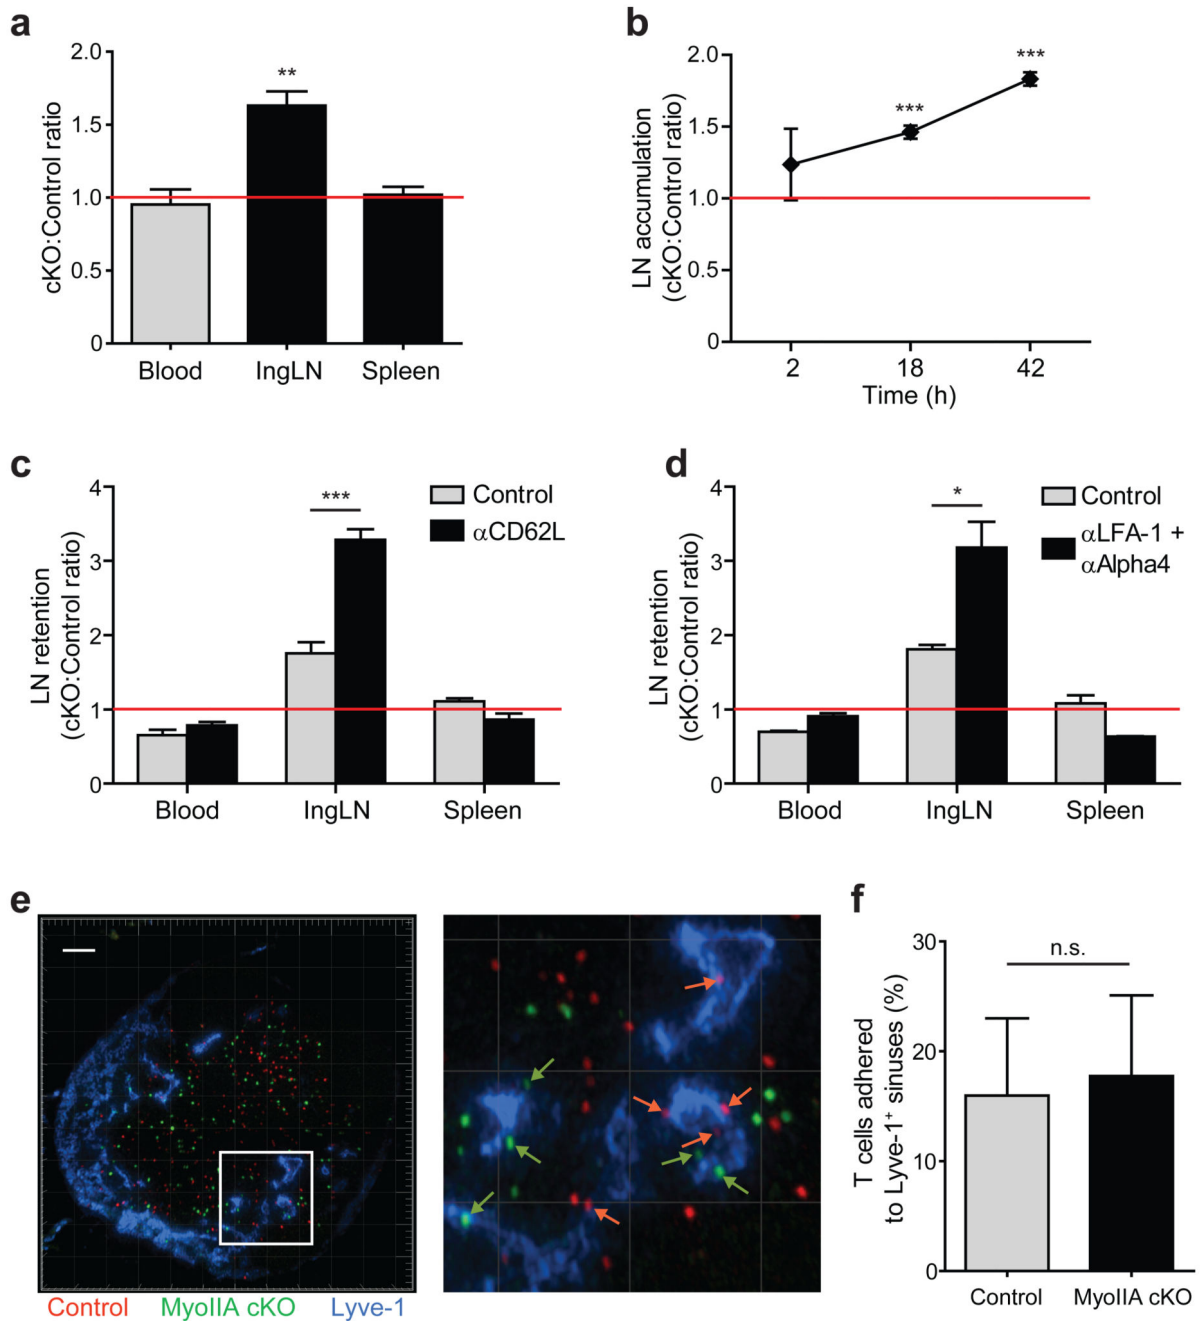 a
2.0
1.5
1.0
0.5
0
cKO:Control ratio
**
Blood
IngLN
Spleen
b
2.0
1.5
1.0
0.5
0
LN accumulation
(cKO:Control ratio)
***
***
2
18
42
Time (h)
c
4
3
2
1
0
LN retention
(cKO:Control ratio)
***
Control
αCD62L
Blood
IngLN
Spleen
d
4
3
2
1
0
LN retention
(cKO:Control ratio)
*
Control
αLFA-1 +
αAlpha4
Blood
IngLN
Spleen
e
Control MyoIIA cKO Lyve-1
f
30
20
10
0
T cells adhered
to Lyve-1⁺ sinuses (%)
n.s.
Control
MyoIIA cKO